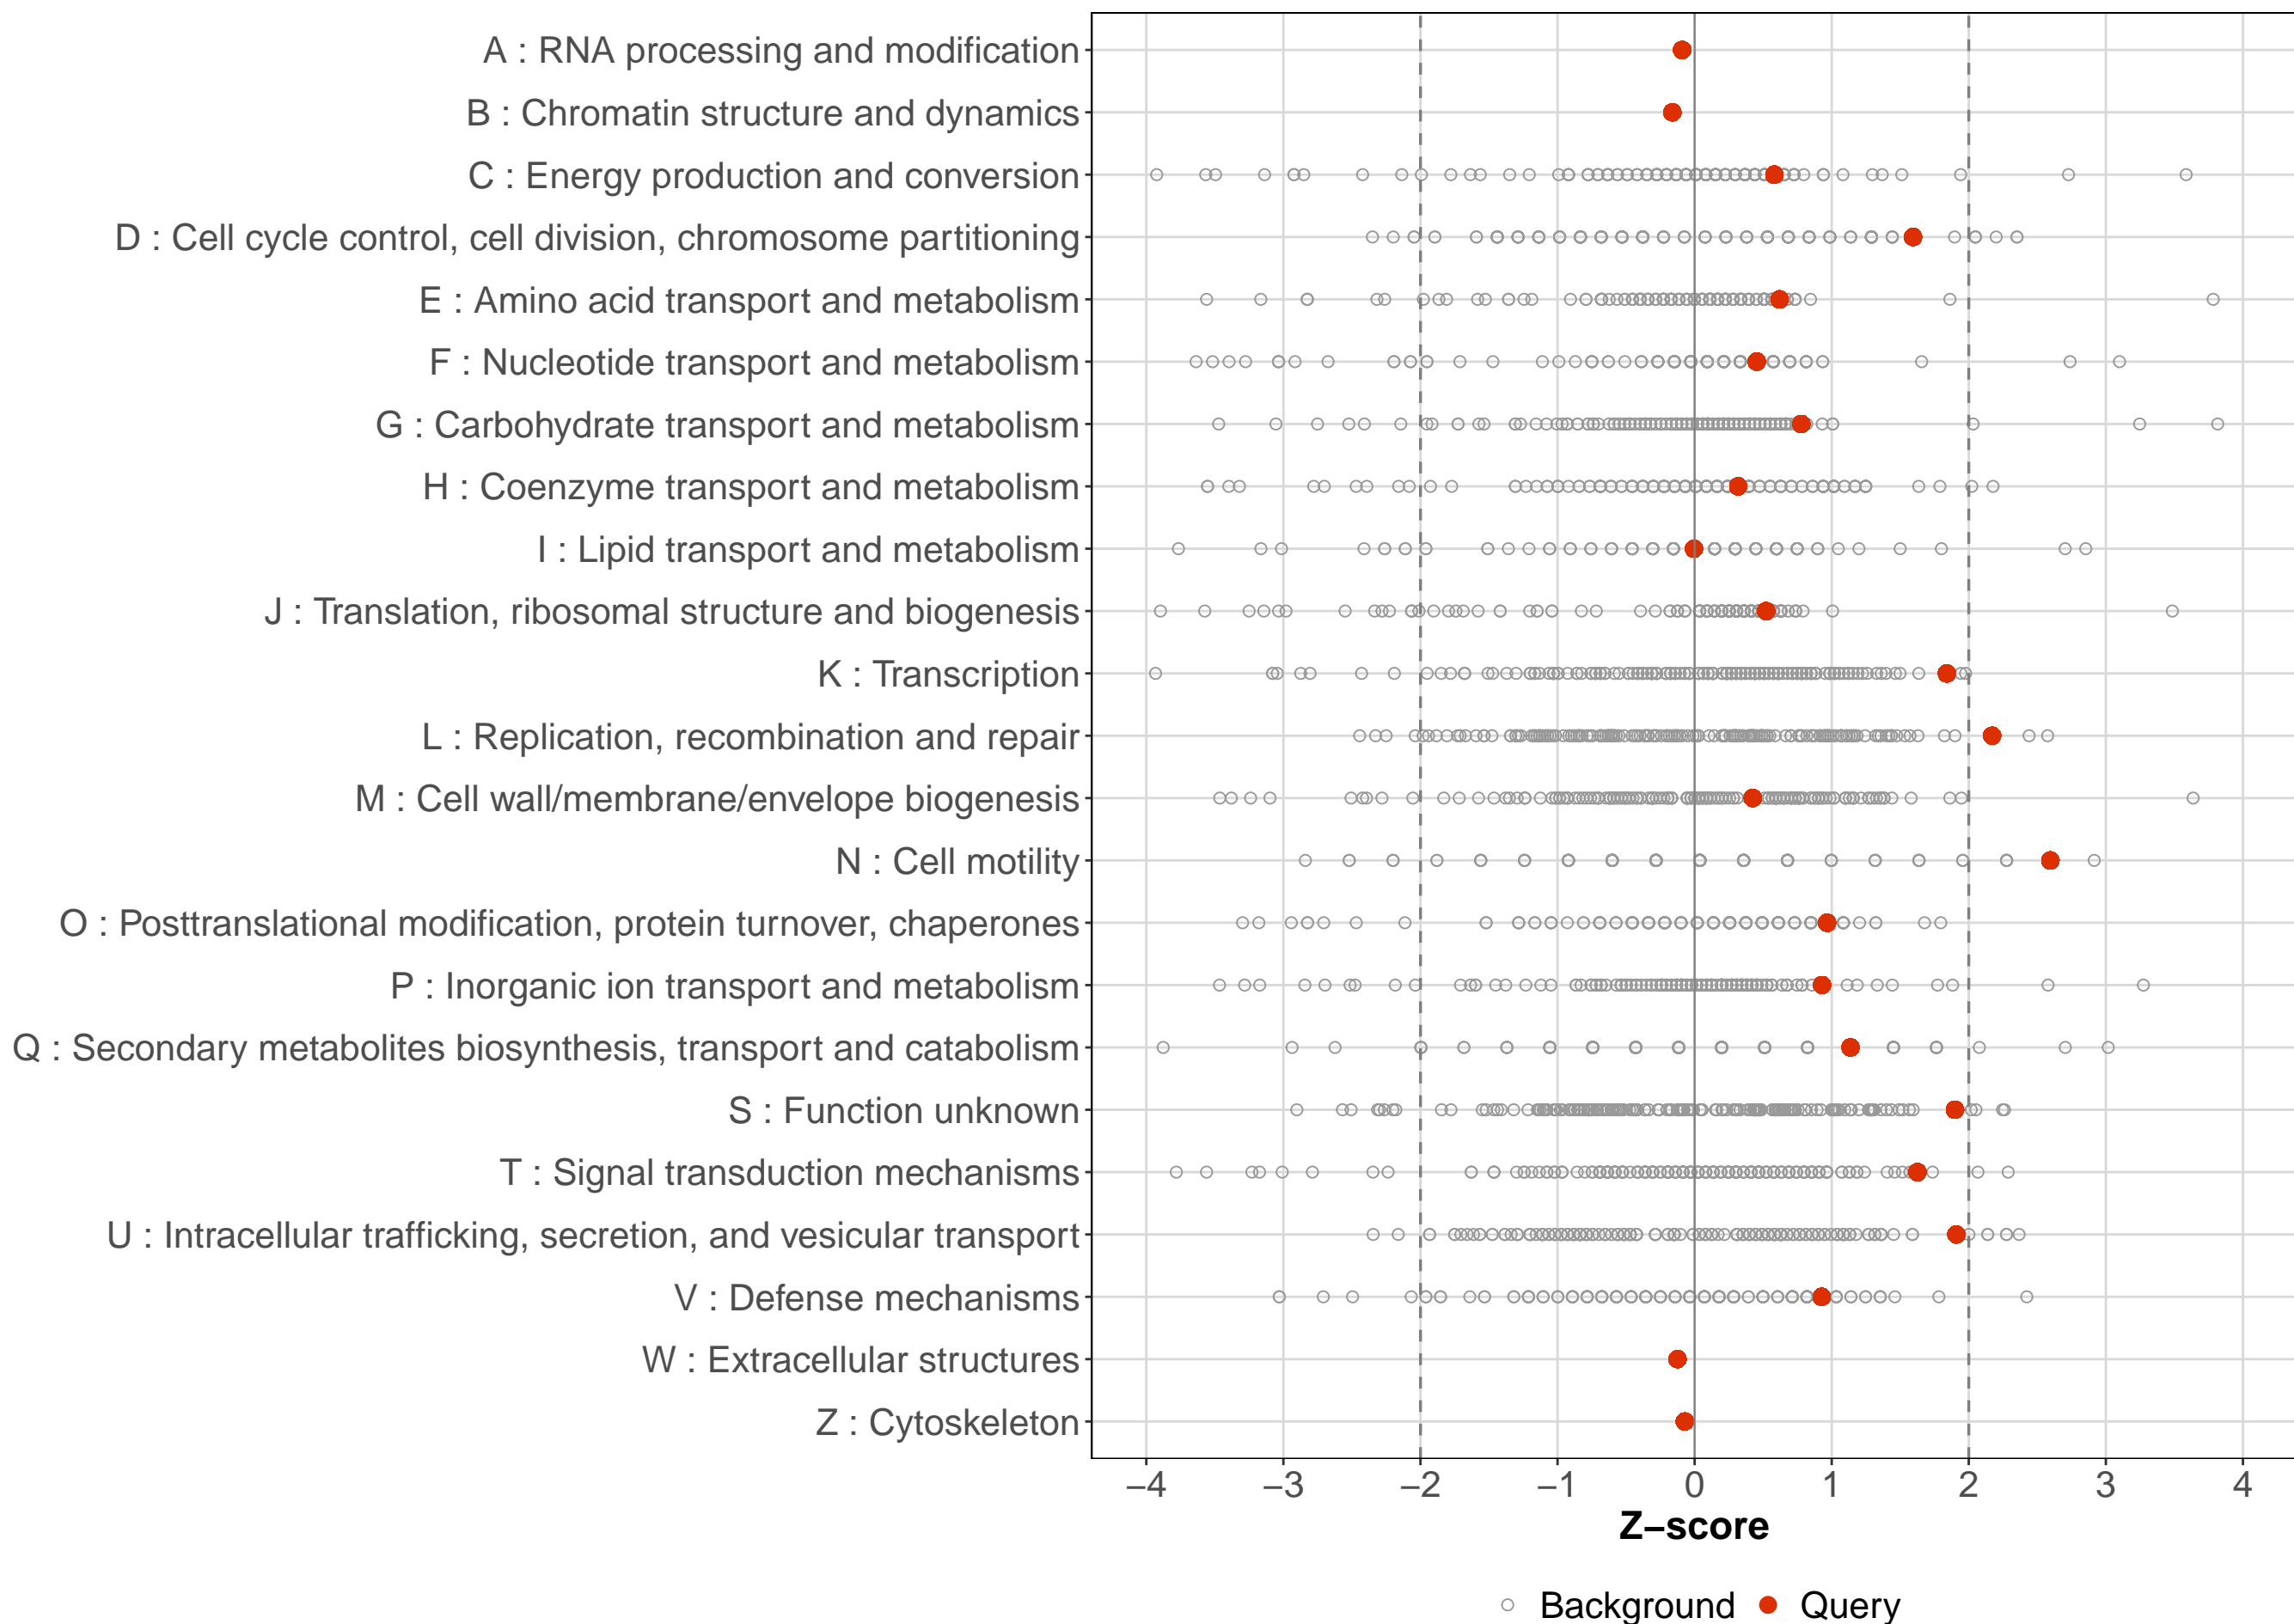 A : RNA processing and modification
B : Chromatin structure and dynamics
C : Energy production and conversion
D : Cell cycle control, cell division, chromosome partitioning
E : Amino acid transport and metabolism
F : Nucleotide transport and metabolism
G : Carbohydrate transport and metabolism
H : Coenzyme transport and metabolism
I : Lipid transport and metabolism
J : Translation, ribosomal structure and biogenesis
K : Transcription
L : Replication, recombination and repair
M : Cell wall/membrane/envelope biogenesis
N : Cell motility
O : Posttranslational modification, protein turnover, chaperones
P : Inorganic ion transport and metabolism
Q : Secondary metabolites biosynthesis, transport and catabolism
S : Function unknown
T : Signal transduction mechanisms
U : Intracellular trafficking, secretion, and vesicular transport
V : Defense mechanisms
W : Extracellular structures
Z : Cytoskeleton
−4 −3 −2 −1 0 1 2 3 4
Z−score
Background Query